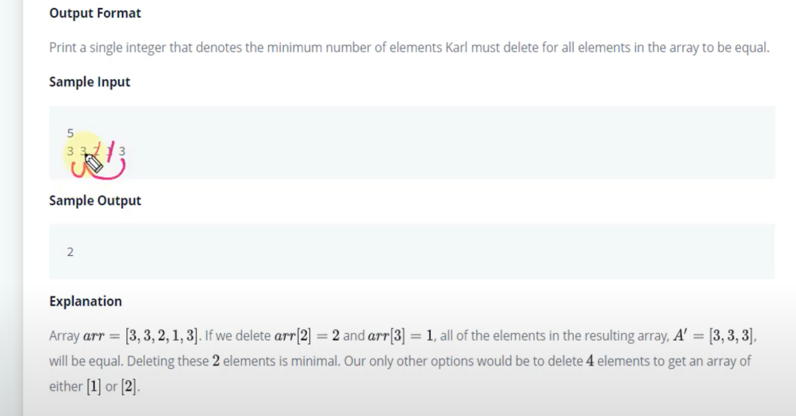 Output Format
Print a single integer that denotes the minimum number of elements Karl must delete for all elements in the array to be equal.
Sample Input
5
3 3 2 1 3
Sample Output
2
Explanation
Array arr = [3, 3, 2, 1, 3]. If we delete arr[2] = 2 and arr[3] = 1, all of the elements in the resulting array, A′ = [3, 3, 3],
will be equal. Deleting these 2 elements is minimal. Our only other options would be to delete 4 elements to get an array of
either [1] or [2].